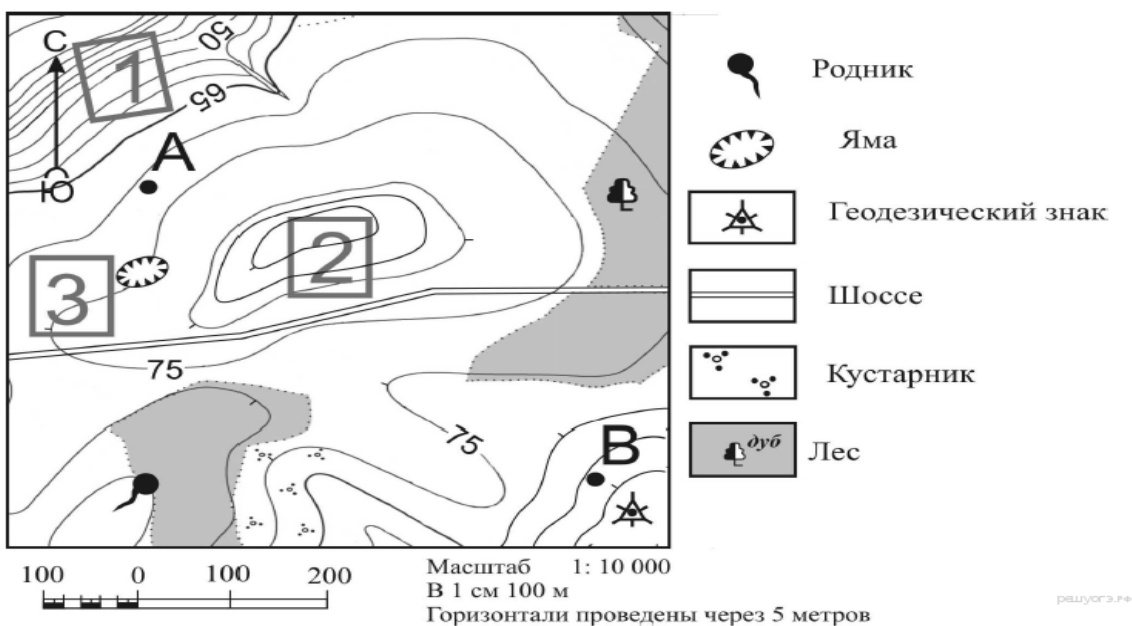 С
50
1
65
А
Ю
2
3
75
75
В
Родник
Яма
Геодезический знак
Шоссе
Кустарник
дуб
Лес
100 0 100 200
Масштаб 1: 10 000
В 1 см 100 м
Горизонтали проведены через 5 метров
решуогэ.рф